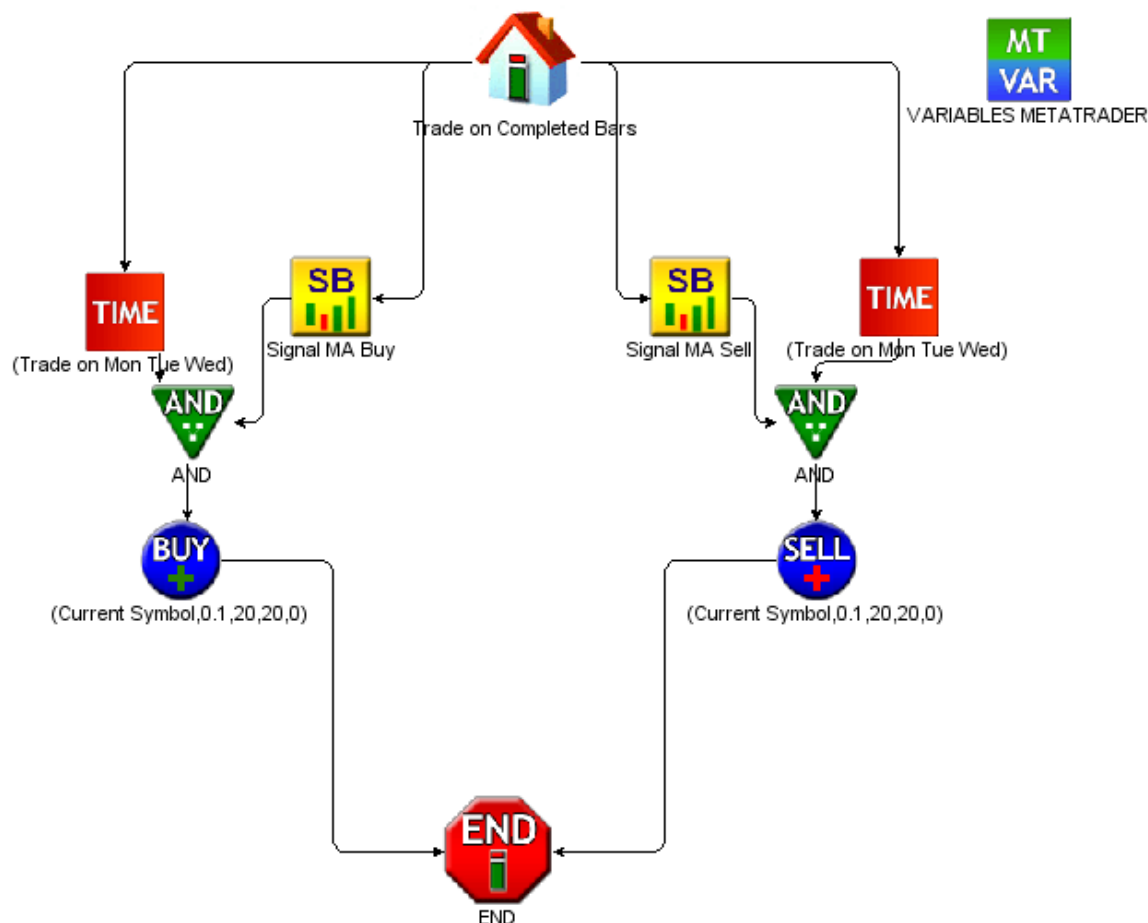 MT
VAR
VARIABLES METATRADER
Trade on Completed Bars
TIME
(Trade on Mon Tue Wed)
SB
Signal MA Buy
SB
Signal MA Sell
TIME
(Trade on Mon Tue Wed)
AND
AND
AND
AND
BUY
(Current Symbol,0.1,20,20,0)
SELL
(Current Symbol,0.1,20,20,0)
END
END